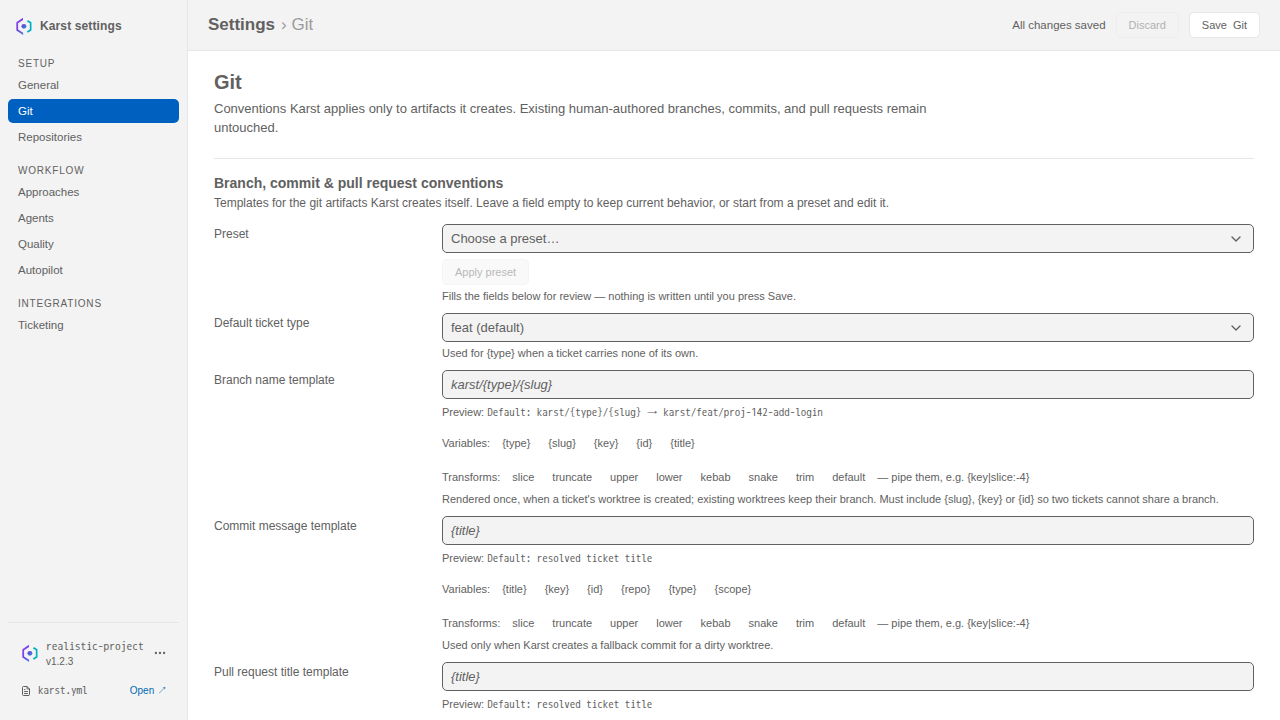 Karst settings
SETUP
General
Git
Repositories
WORKFLOW
Approaches
Agents
Quality
Autopilot
INTEGRATIONS
Ticketing
realistic-project
v1.2.3
karst.yml
Open ↗
Settings › Git
All changes saved
Discard
Save Git
Git
Conventions Karst applies only to artifacts it creates. Existing human-authored branches, commits, and pull requests remain
untouched.
Branch, commit & pull request conventions
Templates for the git artifacts Karst creates itself. Leave a field empty to keep current behavior, or start from a preset and edit it.
Preset
Choose a preset…
Apply preset
Fills the fields below for review — nothing is written until you press Save.
Default ticket type
feat (default)
Used for {type} when a ticket carries none of its own.
Branch name template
karst/{type}/{slug}
Preview: Default: karst/{type}/{slug} → karst/feat/proj-142-add-login
Variables: {type} {slug} {key} {id} {title}
Transforms: slice truncate upper lower kebab snake trim default — pipe them, e.g. {key|slice:-4}
Rendered once, when a ticket's worktree is created; existing worktrees keep their branch. Must include {slug}, {key} or {id} so two tickets cannot share a branch.
Commit message template
{title}
Preview: Default: resolved ticket title
Variables: {title} {key} {id} {repo} {type} {scope}
Transforms: slice truncate upper lower kebab snake trim default — pipe them, e.g. {key|slice:-4}
Used only when Karst creates a fallback commit for a dirty worktree.
Pull request title template
{title}
Preview: Default: resolved ticket title